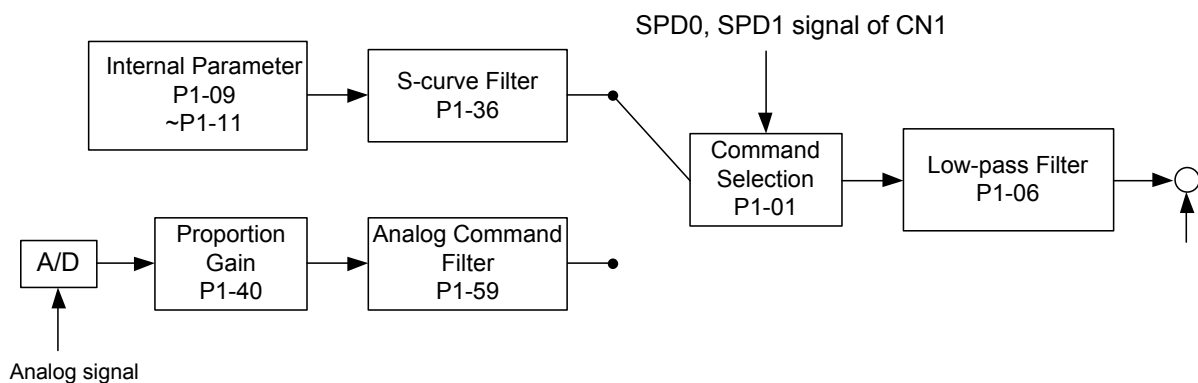 SPD0, SPD1 signal of CN1
Internal Parameter
P1-09
~P1-11
S-curve Filter
P1-36
Command
Selection
P1-01
Low-pass Filter
P1-06
A/D
Proportion
Gain
P1-40
Analog Command
Filter
P1-59
Analog signal